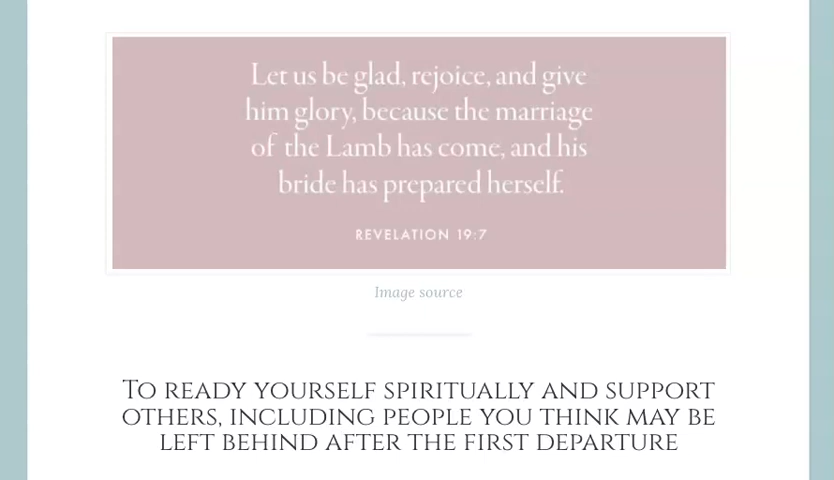 Let us be glad, rejoice, and give
him glory, because the marriage
of the Lamb has come, and his
bride has prepared herself.
REVELATION 19:7
Image source
To ready yourself spiritually and support
others, including people you think may be
left behind after the first departure